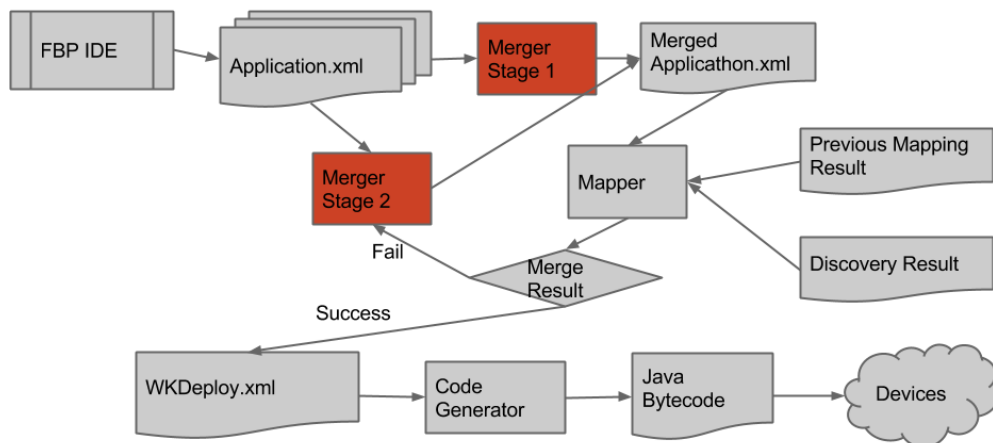 FBP IDE
Application.xml
Merger
Stage 1
Merged
Applicathon.xml
Previous Mapping
Result
Merger
Stage 2
Mapper
Fail
Merge
Result
Discovery Result
Success
WKDeploy.xml
Code
Generator
Java
Bytecode
Devices